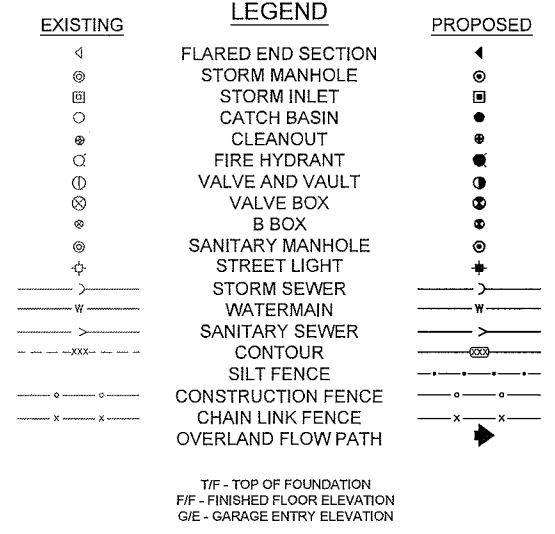 LEGEND
EXISTING PROPOSED
FLARED END SECTION
STORM MANHOLE
STORM INLET
CATCH BASIN
CLEANOUT
FIRE HYDRANT
VALVE AND VAULT
VALVE BOX
B BOX
SANITARY MANHOLE
STREET LIGHT
STORM SEWER
W WATERMAIN W
SANITARY SEWER
XXX CONTOUR XXX
SILT FENCE
CONSTRUCTION FENCE
x x CHAIN LINK FENCE x x
OVERLAND FLOW PATH
T/F - TOP OF FOUNDATION
F/F - FINISHED FLOOR ELEVATION
G/E - GARAGE ENTRY ELEVATION